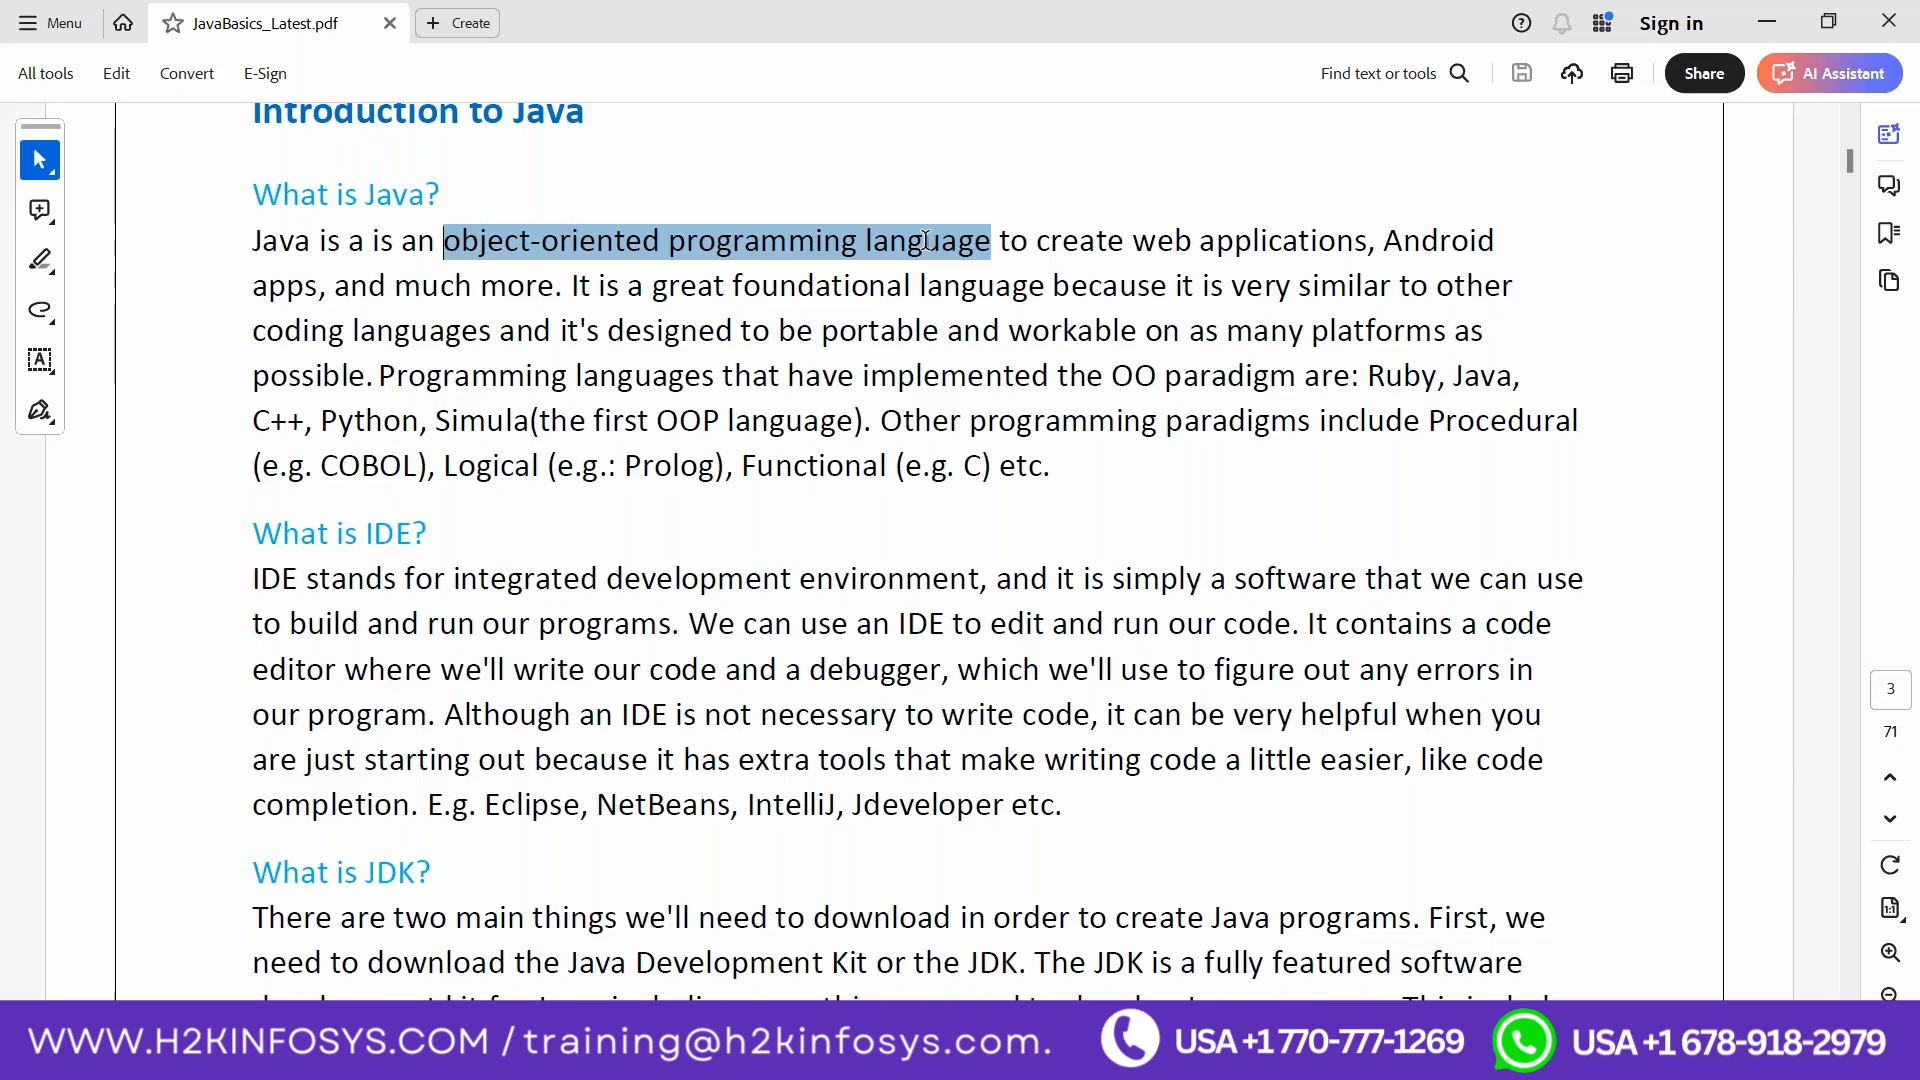 Menu
JavaBasics_Latest.pdf
Create
Sign in
All tools
Edit
Convert
E-Sign
Find text or tools
Share
AI Assistant
Introduction to Java
What is Java?
Java is a is an object-oriented programming language to create web applications, Android
apps, and much more. It is a great foundational language because it is very similar to other
coding languages and it's designed to be portable and workable on as many platforms as
possible. Programming languages that have implemented the OO paradigm are: Ruby, Java,
C++, Python, Simula(the first OOP language). Other programming paradigms include Procedural
(e.g. COBOL), Logical (e.g.: Prolog), Functional (e.g. C) etc.
What is IDE?
IDE stands for integrated development environment, and it is simply a software that we can use
to build and run our programs. We can use an IDE to edit and run our code. It contains a code
editor where we'll write our code and a debugger, which we'll use to figure out any errors in
our program. Although an IDE is not necessary to write code, it can be very helpful when you
are just starting out because it has extra tools that make writing code a little easier, like code
completion. E.g. Eclipse, NetBeans, IntelliJ, Jdeveloper etc.
What is JDK?
There are two main things we'll need to download in order to create Java programs. First, we
need to download the Java Development Kit or the JDK. The JDK is a fully featured software
3
71
WWW.H2KINFOSYS.COM / training@h2kinfosys.com.
USA +1 770-777-1269
USA +1 678-918-2979